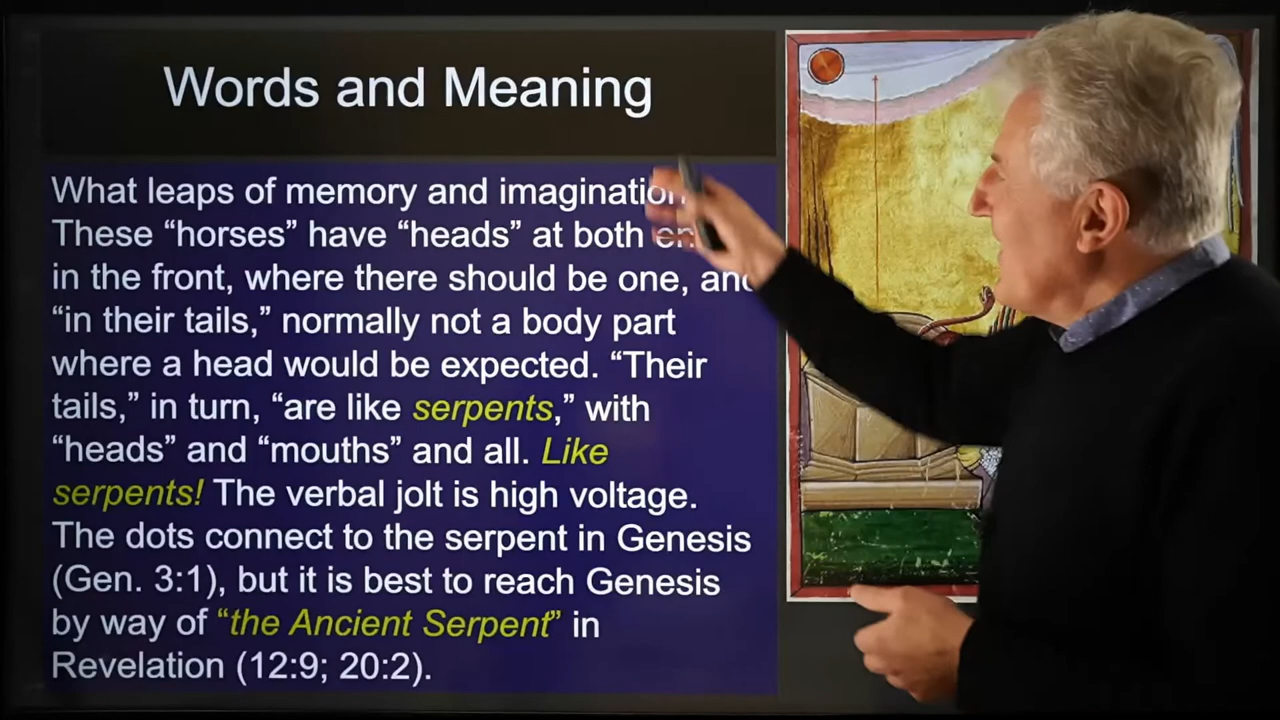 Words and Meaning
What leaps of memory and imagination
These “horses” have “heads” at both
in the front, where there should be one, and
“in their tails,” normally not a body part
where a head would be expected. “Their
tails,” in turn, “are like serpents,” with
“heads” and “mouths” and all. Like
serpents! The verbal jolt is high voltage.
The dots connect to the serpent in Genesis
(Gen. 3:1), but it is best to reach Genesis
by way of “the Ancient Serpent” in
Revelation (12:9; 20:2).